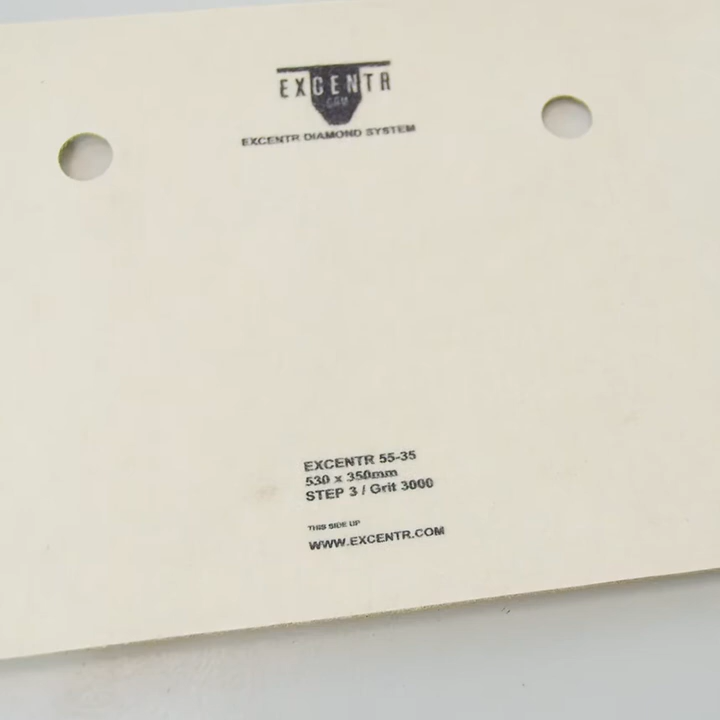 EXCENTR
.COM
EXCENTR DIAMOND SYSTEM
EXCENTR 55-35
530 x 350mm
STEP 3 / Grit 3000
THIS SIDE UP
WWW.EXCENTR.COM